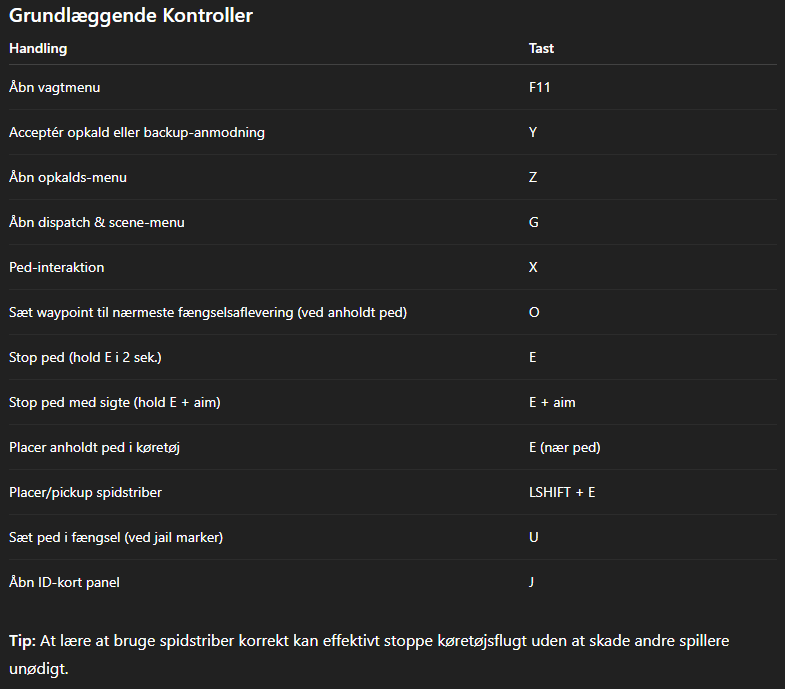 Grundlæggende Kontroller
Handling Tast
Åbn vagtmenu F11
Acceptér opkald eller backup-anmodning Y
Åbn opkalds-menu Z
Åbn dispatch & scene-menu G
Ped-interaktion X
Sæt waypoint til nærmeste fængselsaflevering (ved anholdt ped) O
Stop ped (hold E i 2 sek.) E
Stop ped med sigte (hold E + aim) E + aim
Placer anholdt ped i køretøj E (nær ped)
Placer/pickup spidstriber LSHIFT + E
Sæt ped i fængsel (ved jail marker) U
Åbn ID-kort panel J
Tip: At lære at bruge spidstriber korrekt kan effektivt stoppe køretøjsflugt uden at skade andre spillere
unødigt.